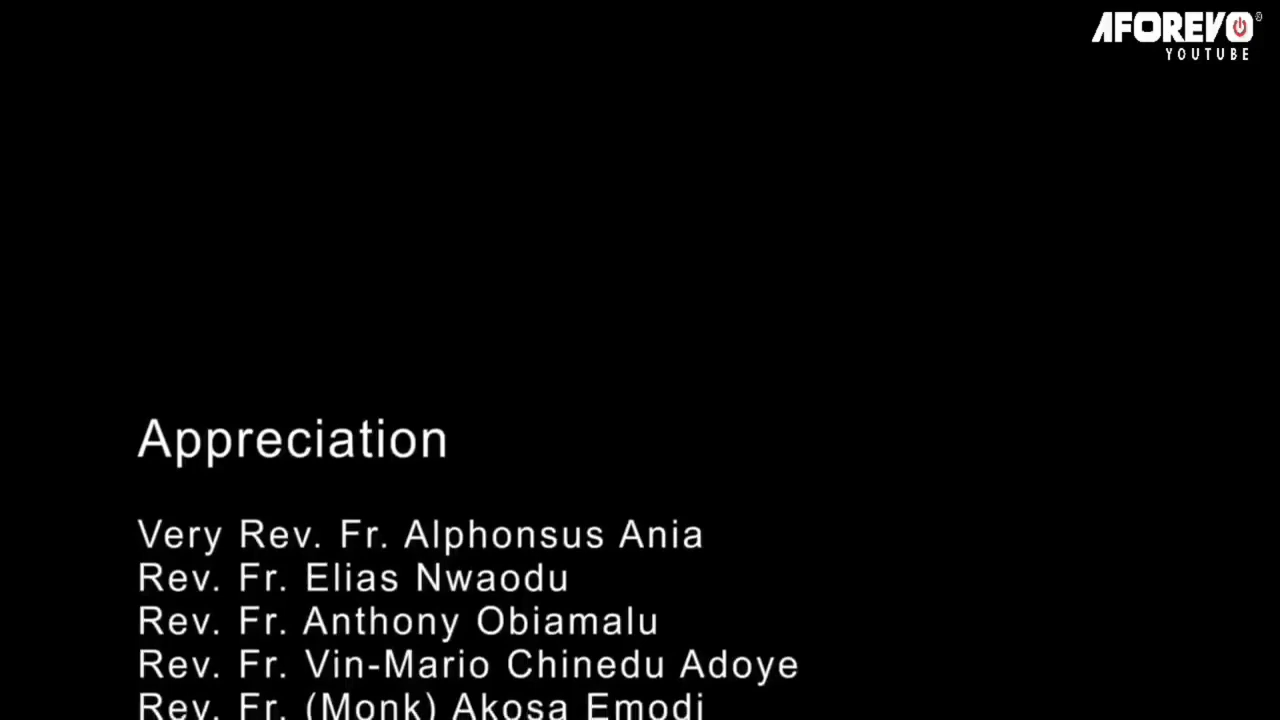 AFOREVO
YOUTUBE
Appreciation
Very Rev. Fr. Alphonsus Ania
Rev. Fr. Elias Nwaodu
Rev. Fr. Anthony Obiamalu
Rev. Fr. Vin-Mario Chinedu Adoye
Rev. Fr. (Monk) Akosa Emodi